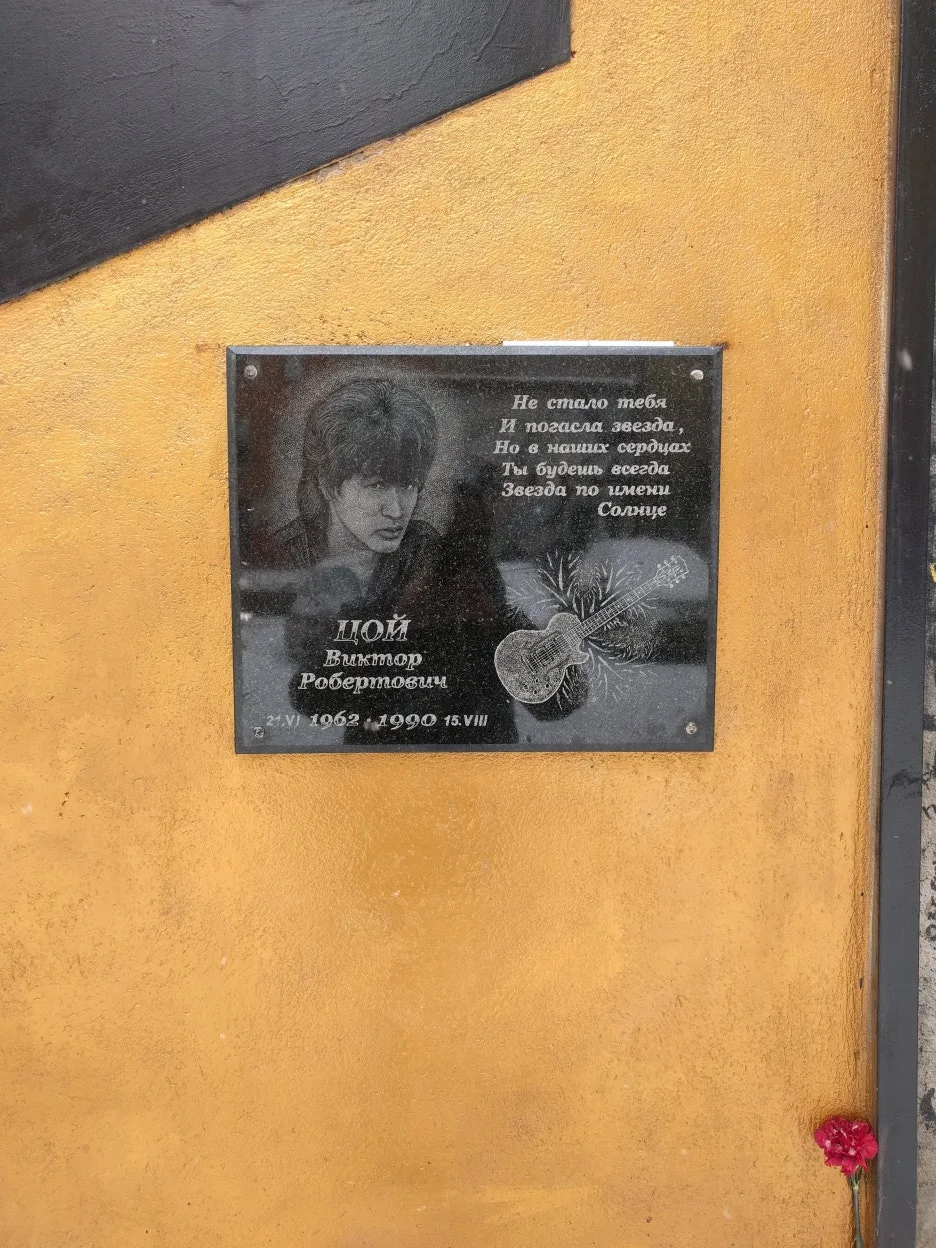 Не стало тебя
И погасла звезда,
Но в наших сердцах
Ты будешь всегда
Звезда по имени
Солнце
ЦОЙ
Виктор
Робертович
21.VI 1962 · 1990 15.VIII